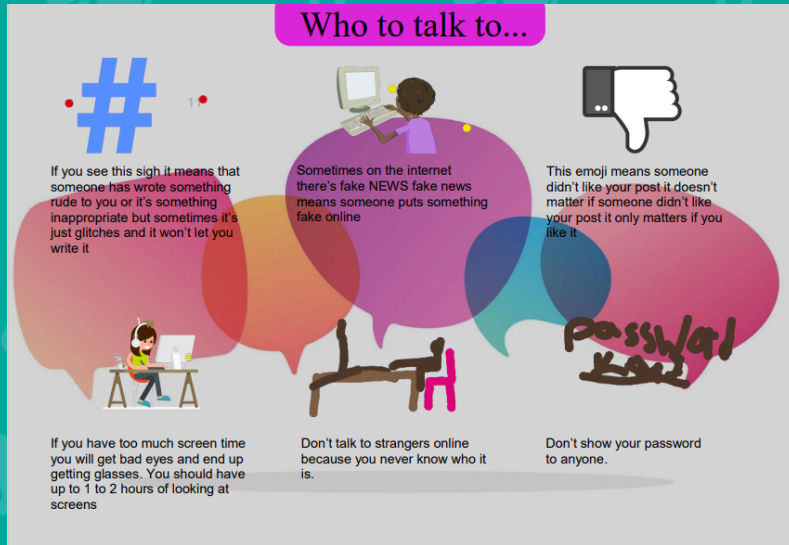 Who to talk to...
#
11
If you see this sigh it means that
someone has wrote something
rude to you or it's something
inappropriate but sometimes it's
just glitches and it won't let you
write it
Sometimes on the internet
there's fake NEWS fake news
means someone puts something
fake online
This emoji means someone
didn't like your post it doesn't
matter if someone didn't like
your post it only matters if you
like it
If you have too much screen time
you will get bad eyes and end up
getting glasses. You should have
up to 1 to 2 hours of looking at
screens
Don't talk to strangers online
because you never know who it
is.
Don't show your password
to anyone.